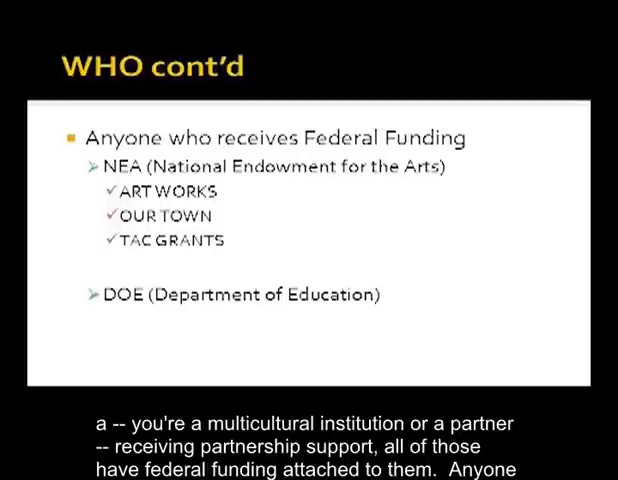 WHO cont'd
Anyone who receives Federal Funding
NEA (National Endowment for the Arts)
ART WORKS
OUR TOWN
TAC GRANTS
DOE (Department of Education)
a -- you're a multicultural institution or a partner
-- receiving partnership support, all of those
have federal funding attached to them.  Anyone